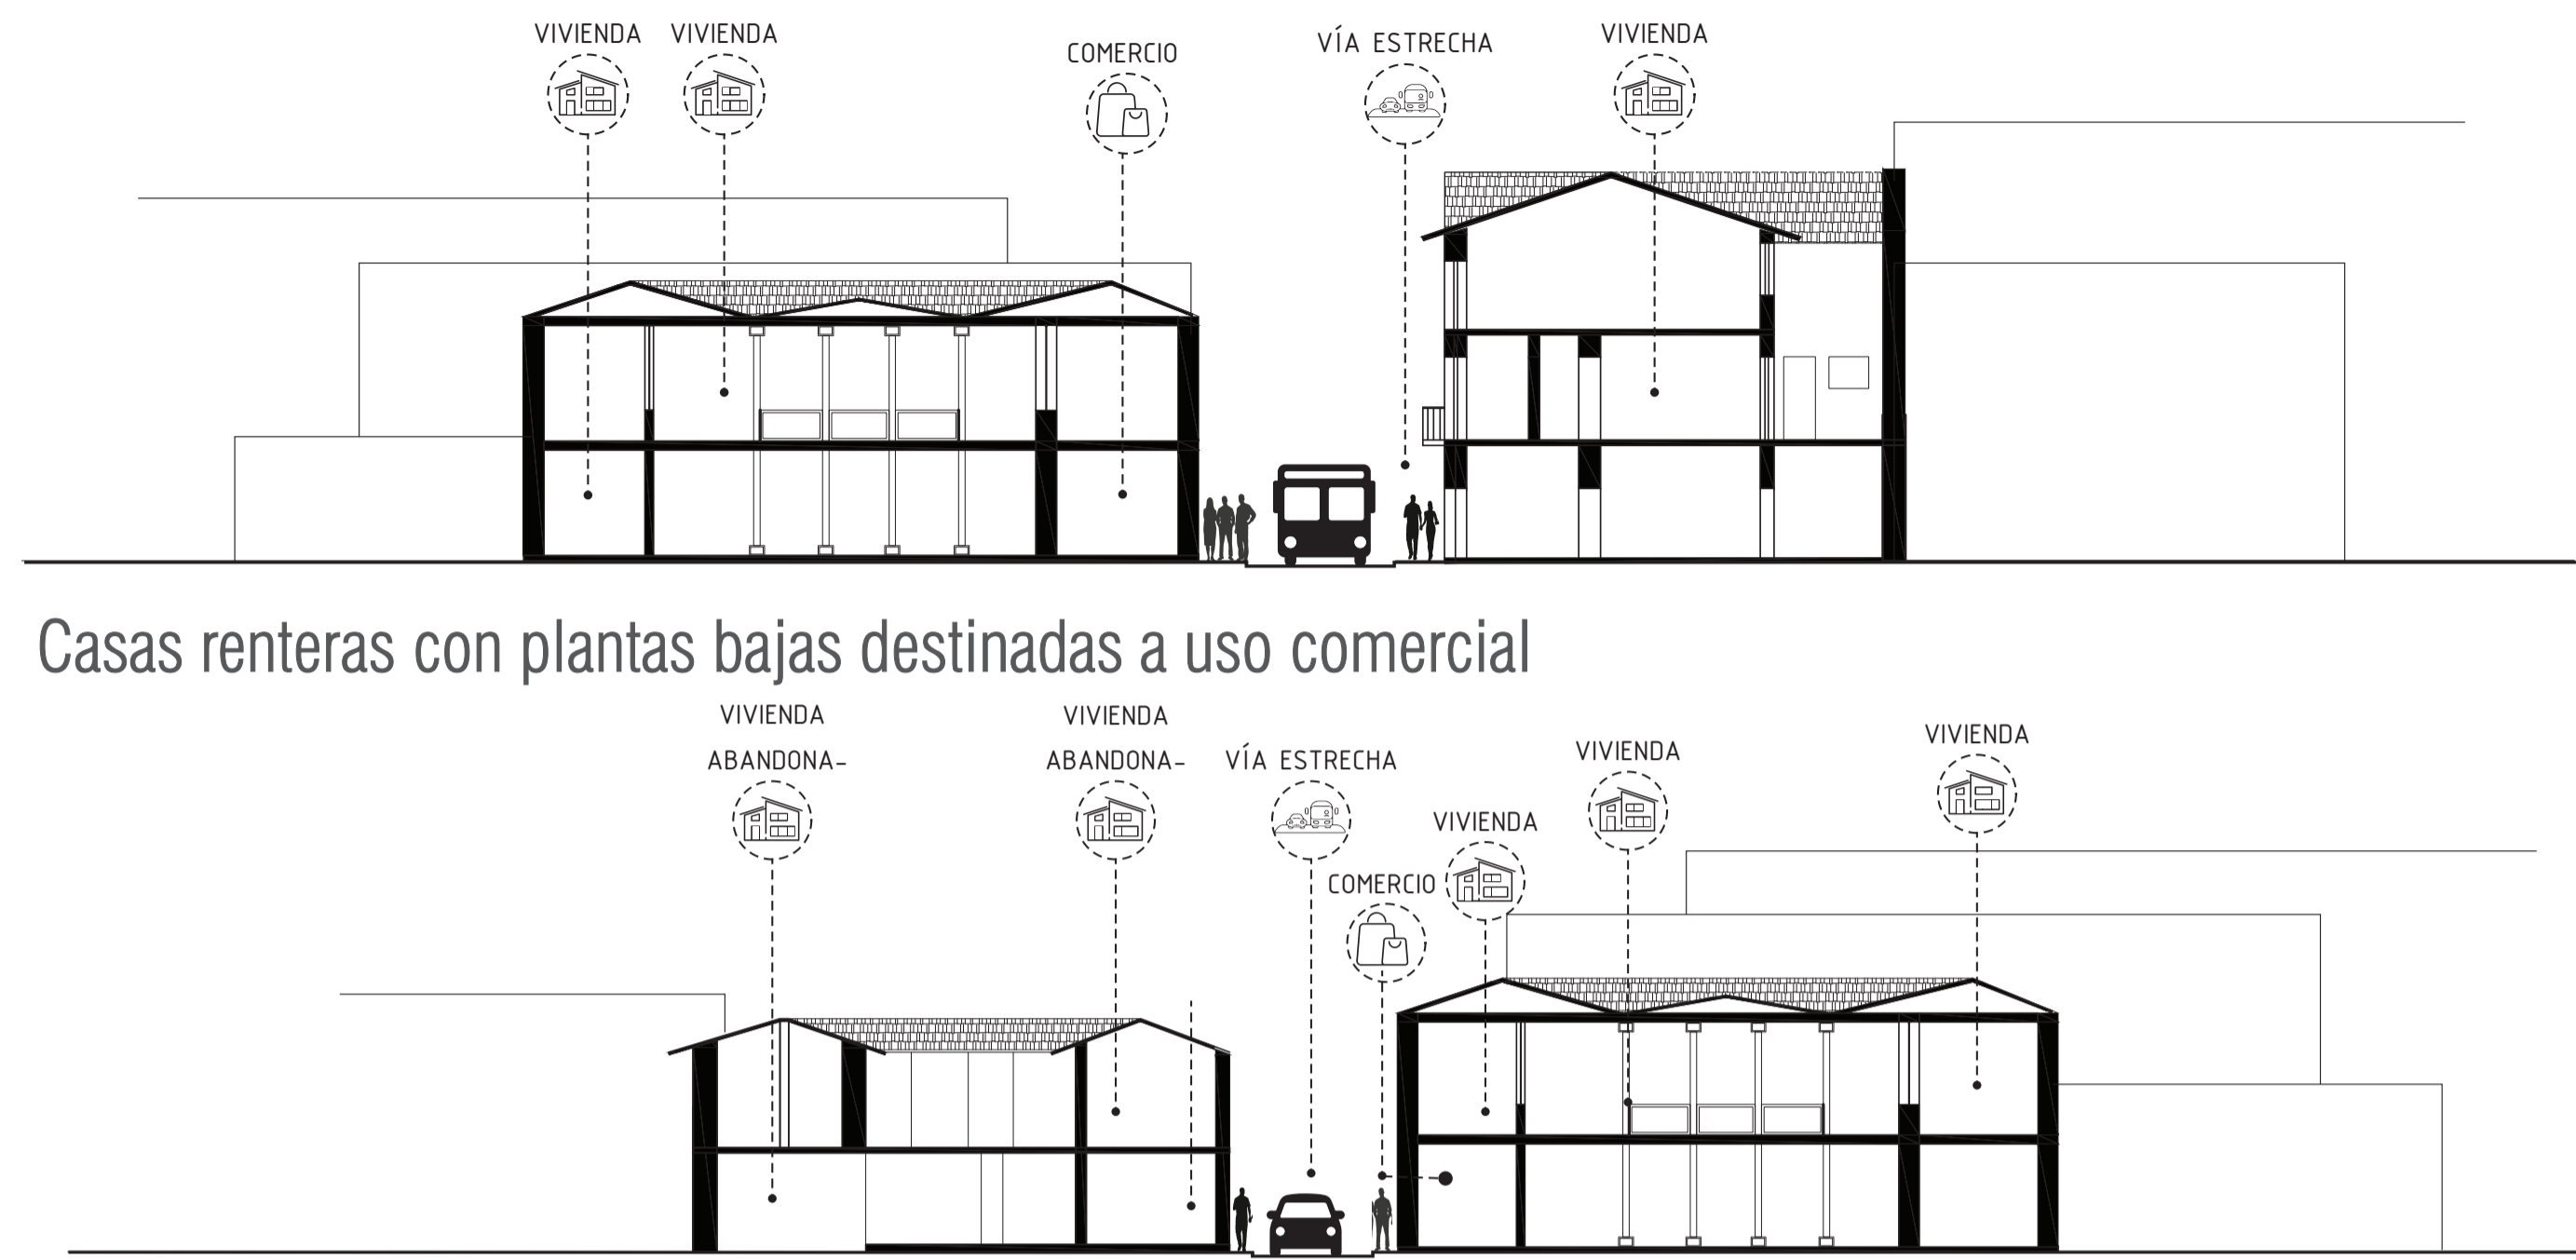 VIVIENDA VIVIENDA COMERCIO VÍA ESTRECHA VIVIENDA
Casas renteras con plantas bajas destinadas a uso comercial
VIVIENDA
ABANDONA-
VIVIENDA
ABANDONA-
VÍA ESTRECHA
COMERCIO
VIVIENDA
VIVIENDA
VIVIENDA